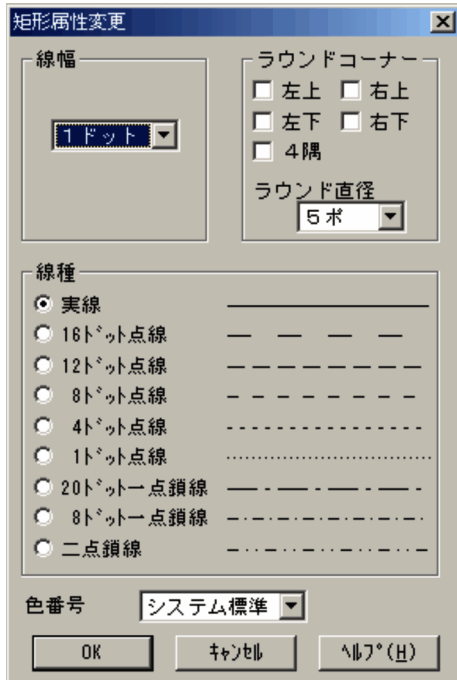 矩形属性変更
線幅
1ドット
ラウンドコーナー
左上 右上
左下 右下
4隅
ラウンド直径
5ポ
線種
実線
16ﾄﾞｯﾄ点線
12ﾄﾞｯﾄ点線
8ﾄﾞｯﾄ点線
4ﾄﾞｯﾄ点線
1ﾄﾞｯﾄ点線
20ﾄﾞｯﾄ一点鎖線
8ﾄﾞｯﾄ一点鎖線
二点鎖線
色番号 システム標準
OK ｷｬﾝｾﾙ ﾍﾙﾌﾟ(H)